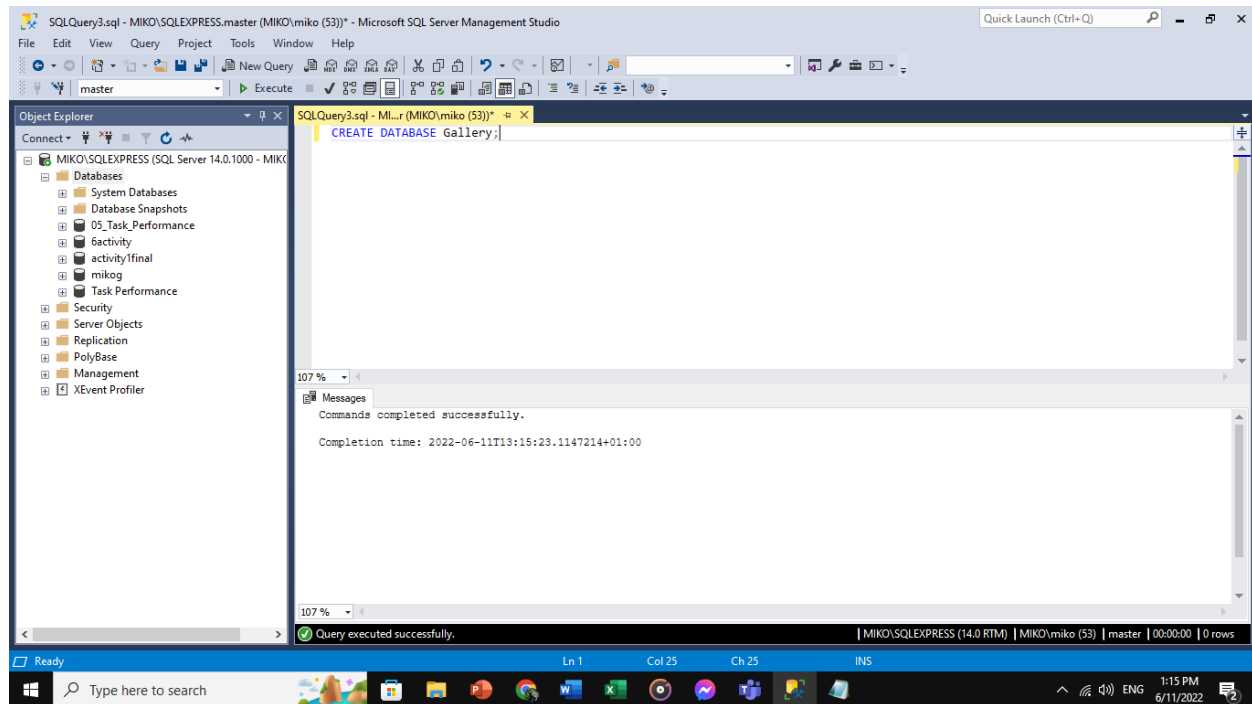 SQLQuery3.sql - MIKO\SQLEXPRESS.master (MIKO\miko (53))* - Microsoft SQL Server Management Studio
Quick Launch (Ctrl+Q)
File Edit View Query Project Tools Window Help
New Query MDX DMX XMLA DAX
master Execute
Object Explorer
SQLQuery3.sql - MI...r (MIKO\miko (53))*
Connect
CREATE DATABASE Gallery;
MIKO\SQLEXPRESS (SQL Server 14.0.1000 - MIK
Databases
System Databases
Database Snapshots
05_Task_Performance
6activity
activity1final
mikog
Task Performance
Security
Server Objects
Replication
PolyBase
Management
XEvent Profiler
107 %
Messages
Commands completed successfully.
Completion time: 2022-06-11T13:15:23.1147214+01:00
107 %
Query executed successfully.
MIKO\SQLEXPRESS (14.0 RTM) MIKO\miko (53) master 00:00:00 0 rows
Ready Ln 1 Col 25 Ch 25 INS
Type here to search
ENG
1:15 PM
6/11/2022
2